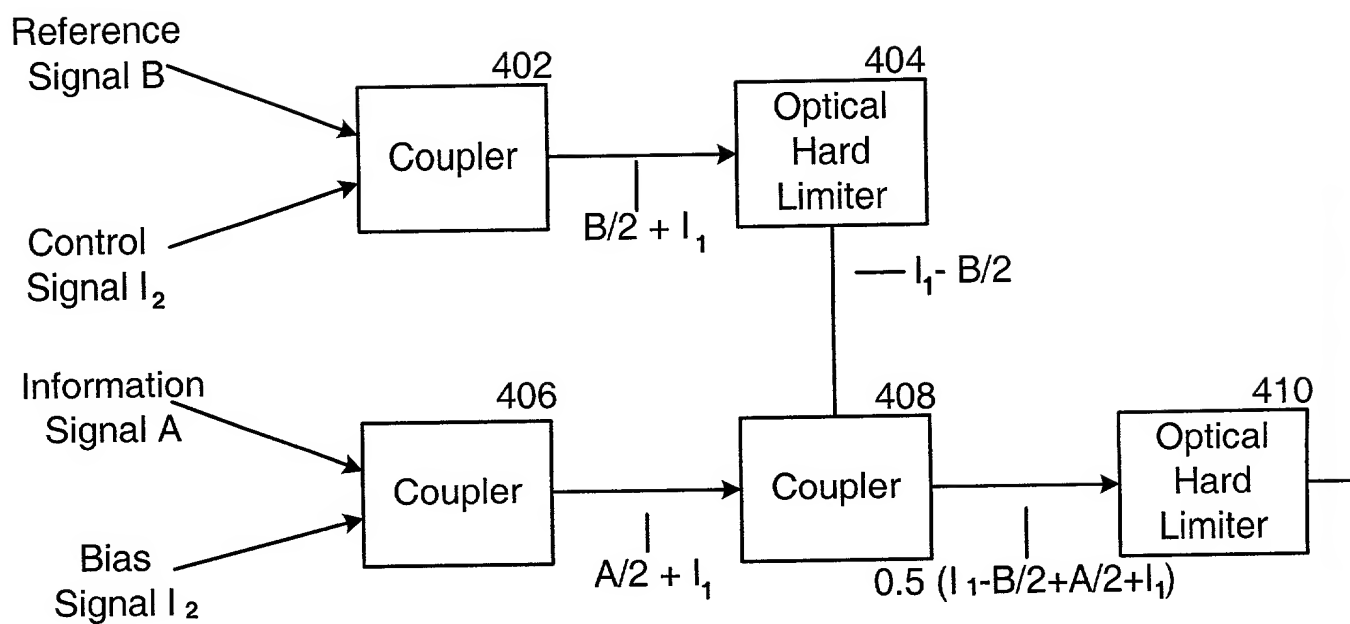 Reference
Signal B
402
Coupler
404
Optical
Hard
Limiter
B/2 + I₁
Control
Signal I₂
I₁- B/2
Information
Signal A
406
Coupler
408
Coupler
410
Optical
Hard
Limiter
Bias
Signal I₂
A/2 + I₁
0.5 (I₁-B/2+A/2+I₁)